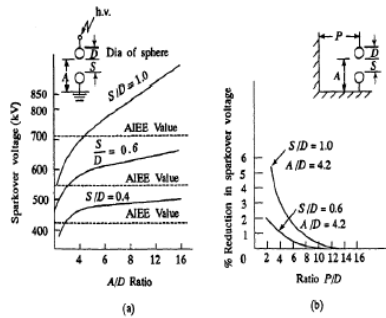 h.v.
D
S
A
Dia of sphere
Sparkover voltage (kV)
850
800
700
600
500
400
S/D = 1.0
AIEE Value
S/D = 0.6
AIEE Value
S/D = 0.4
AIEE Value
4 8 12 16
A/D Ratio
(a)
P
D
S
A
% Reduction in sparkover voltage
6
5
4
3
2
1
0
S/D = 1.0
A/D = 4.2
S/D = 0.6
A/D = 4.2
2 4 6 8 12 16
Ratio P/D
(b)